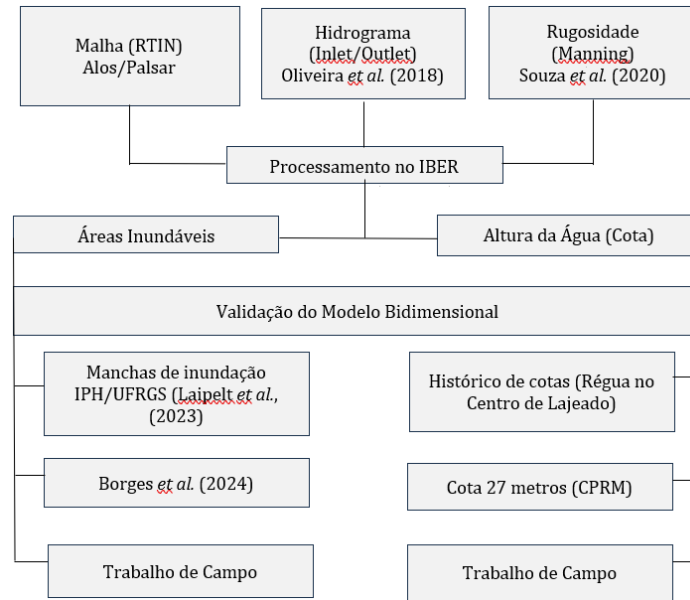 Malha (RTIN)
Alos/Palsar
Hidrograma
(Inlet/Outlet)
Oliveira et al. (2018)
Rugosidade
(Manning)
Souza et al. (2020)
Processamento no IBER
Áreas Inundáveis
Altura da Água (Cota)
Validação do Modelo Bidimensional
Manchas de inundação
IPH/UFRGS (Laipelt et al.,
(2023)
Histórico de cotas (Régua no
Centro de Lajeado)
Borges et al. (2024)
Cota 27 metros (CPRM)
Trabalho de Campo
Trabalho de Campo